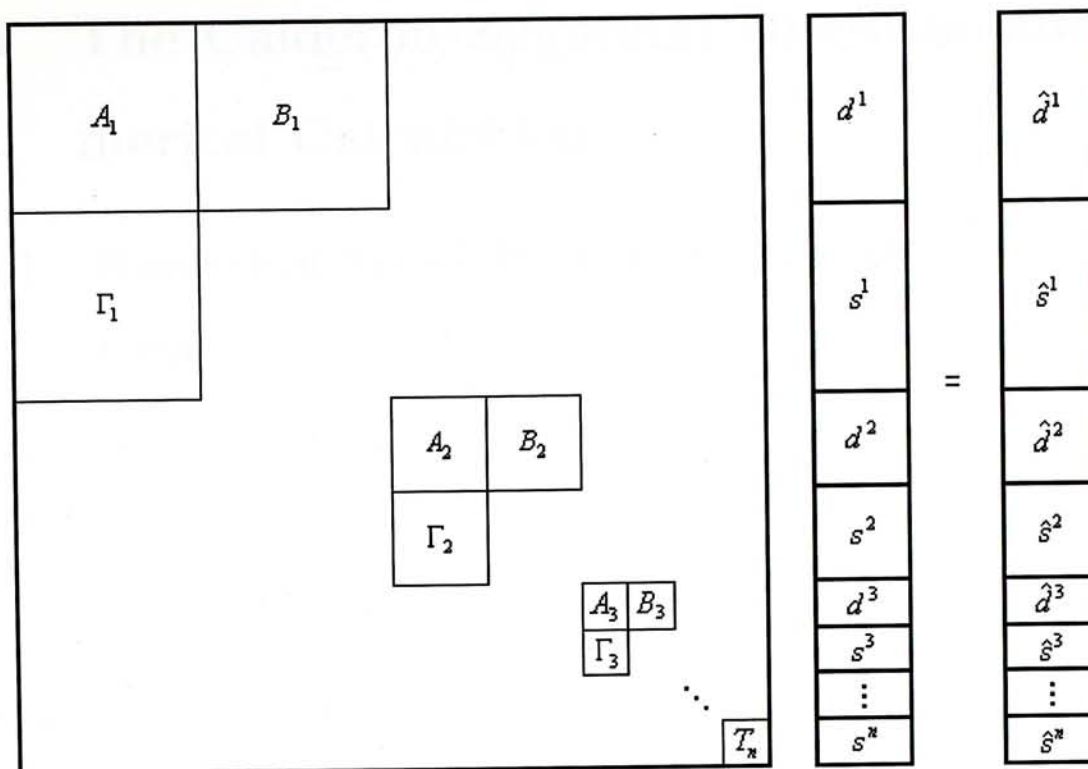 A₁ B₁ d¹ d̂¹
Γ₁ s¹ ŝ¹
=
A₂ B₂ d² d̂²
Γ₂ s² ŝ²
A₃ B₃ d³ d̂³
Γ₃ s³ ŝ³
⋱ ⋮ ⋮
Tₙ sⁿ ŝⁿ